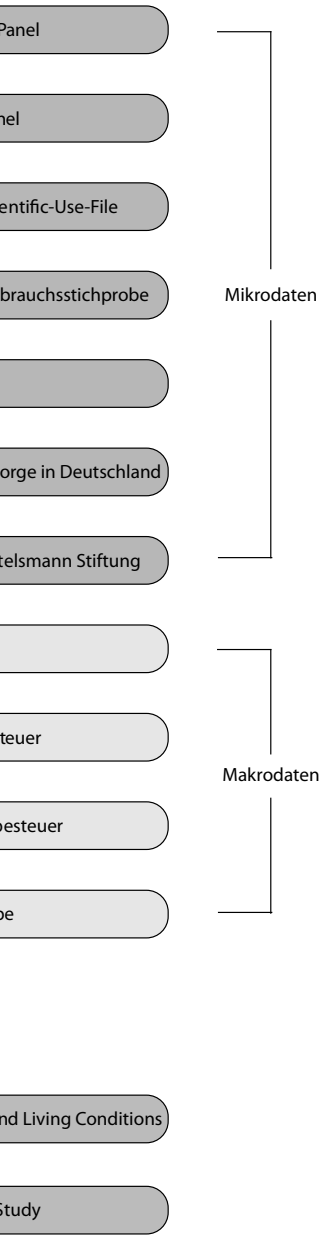 Panel
nel
entific-Use-File
brauchsstichprobe
Mikrodaten
orge in Deutschland
telsmann Stiftung
teuer
Makrodaten
besteuer
be
nd Living Conditions
Study